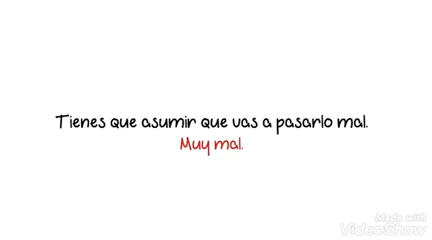 Tienes que asumir que vas a pasarlo mal.
Muy mal.
Made with
VideoShow